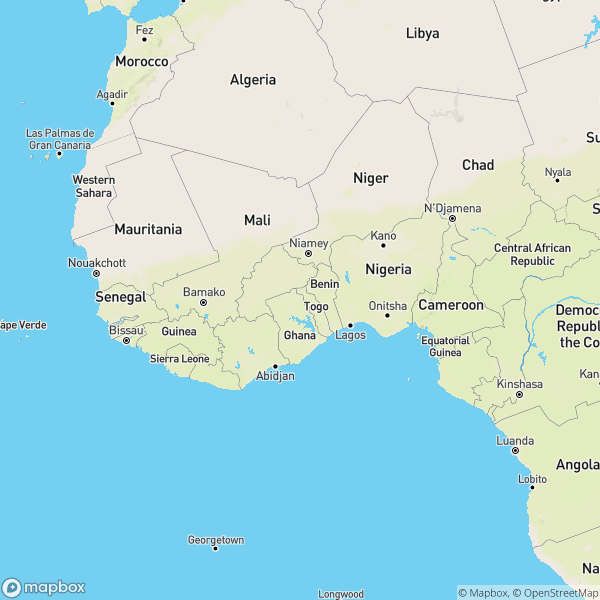 Fez
Libya
Morocco
Algeria
Agadir
Las Palmas de
Gran Canaria
Su
Chad
Nyala
Niger
Western
Sahara
N'Djamena
S
Mali
Mauritania
Kano
Niamey
Central African
Republic
Nouakchott
Nigeria
Benin
Senegal
Bamako
Togo
Cameroon
Onitsha
Democ
Republ
the Co
ape Verde
Bissau
Guinea
Ghana
Lagos
Equatorial
Guinea
Sierra Leone
Abidjan
Kinshasa
Kana
Luanda
Angola
Lobito
Georgetown
Na
Longwood
mapbox
© Mapbox, © OpenStreetMap